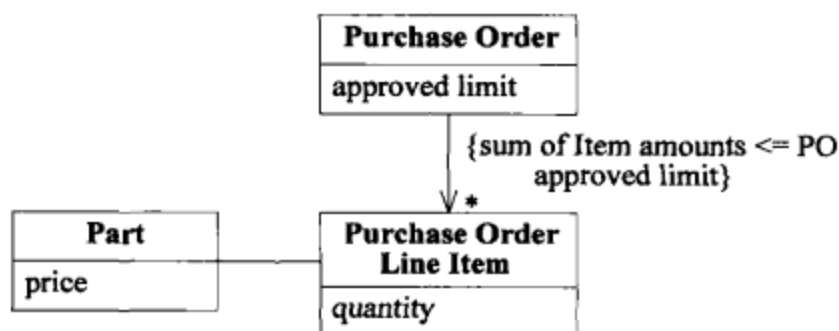 Purchase Order
approved limit
{sum of Item amounts <= PO
approved limit}
*
Part
price
Purchase Order
Line Item
quantity